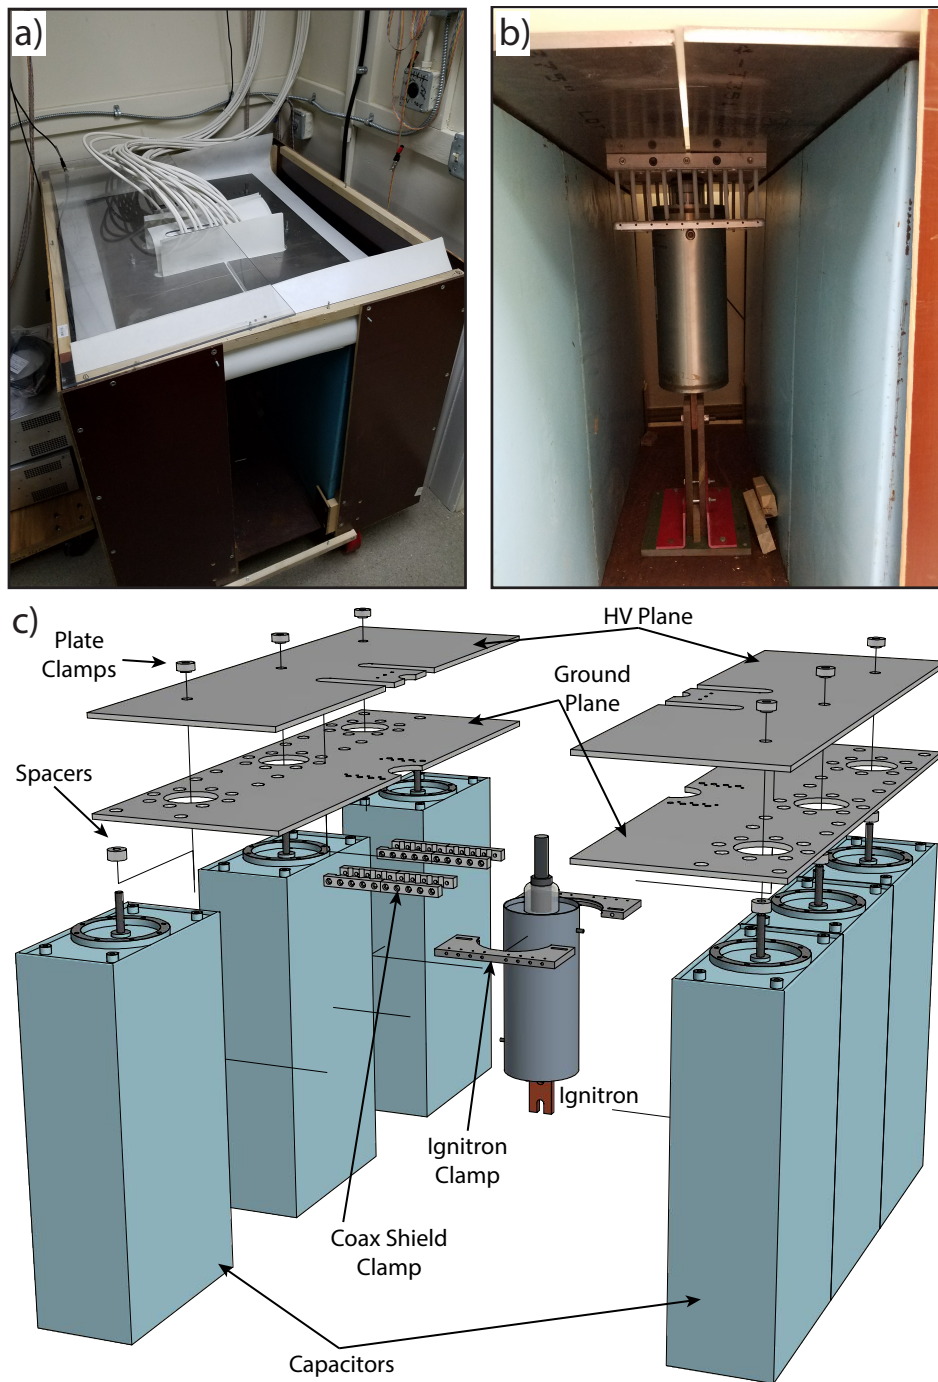 a)
b)
c)
HV Plane
Plate
Clamps
Ground
Plane
Spacers
Ignitron
Ignitron
Clamp
Coax Shield
Clamp
Capacitors